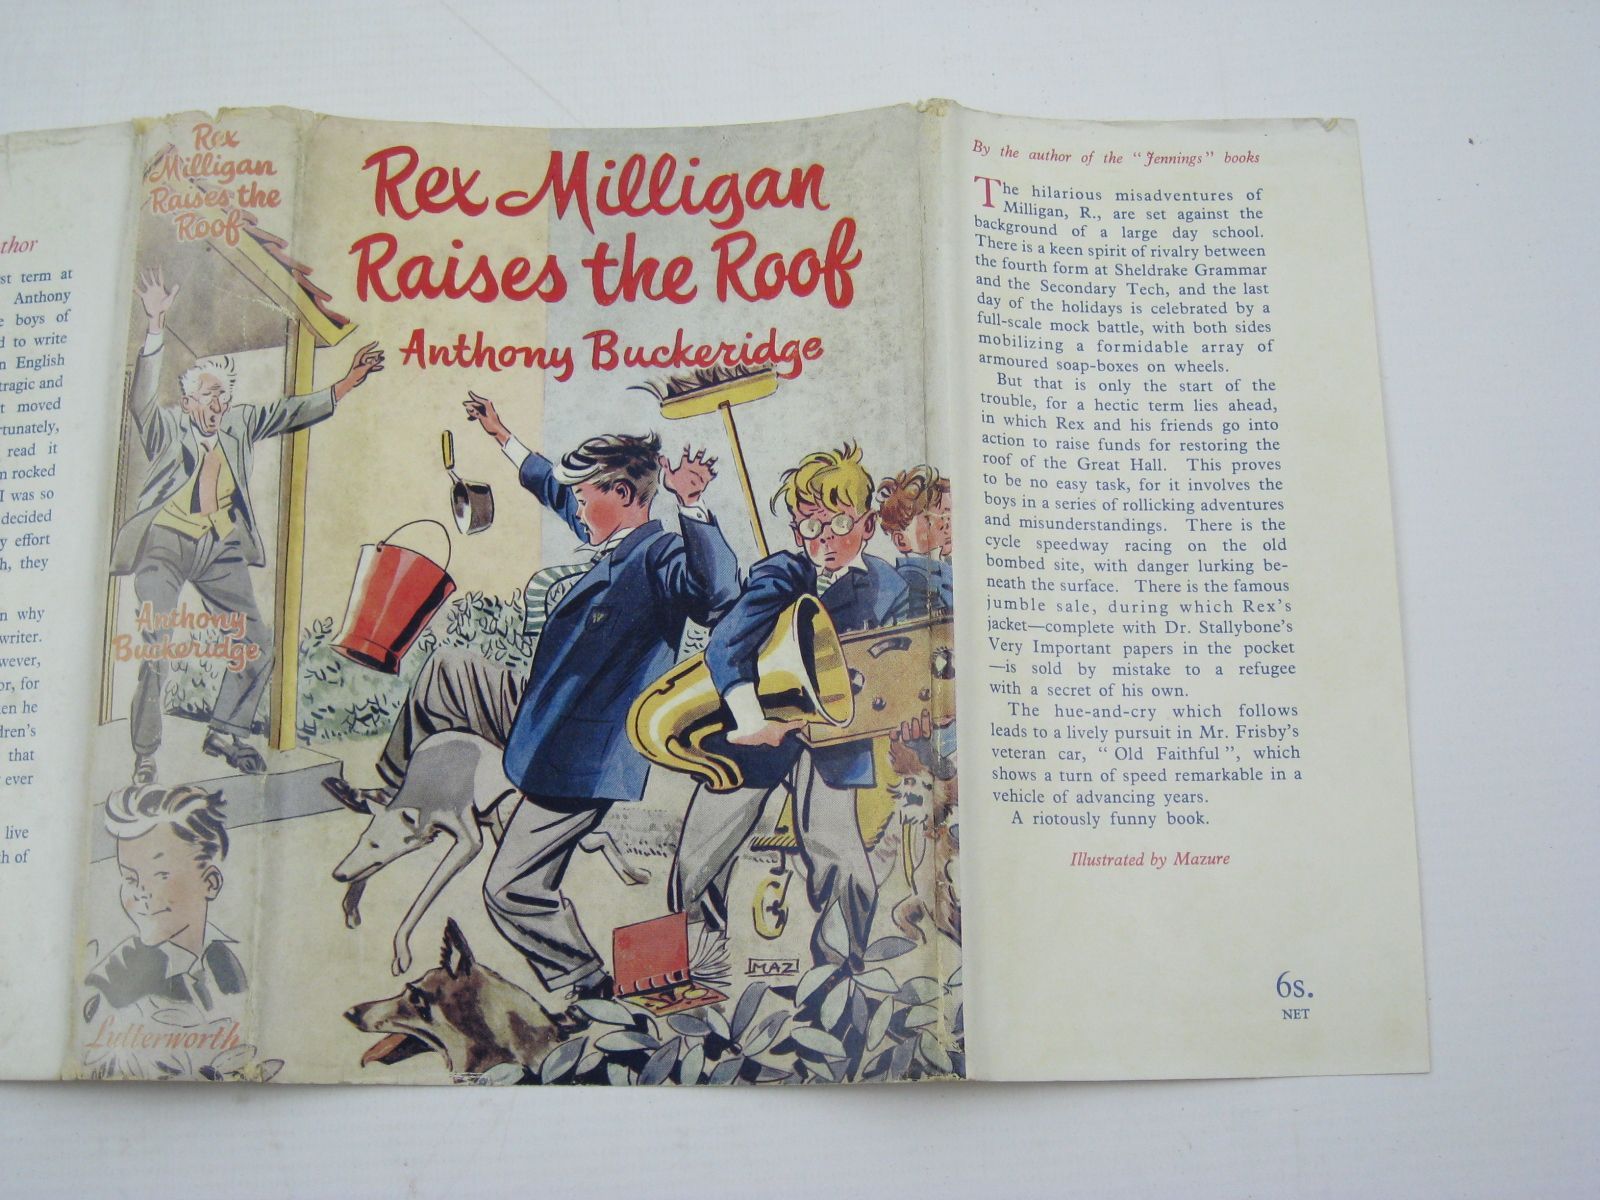 thor
st term at
Anthony
e boys of
d to write
n English
tragic and
t moved
rtunately,
read it
n rocked
I was so
decided
y effort
h, they
n why
writer.
wever,
or, for
en he
dren's
that
ever
live
h of
Rex
Milligan
Raises the
Roof
Anthony
Buckeridge
Lutterworth
Rex Milligan
Raises the Roof
Anthony Buckeridge
MAZ
By the author of the "Jennings" books
The hilarious misadventures of
Milligan, R., are set against the
background of a large day school.
There is a keen spirit of rivalry between
the fourth form at Sheldrake Grammar
and the Secondary Tech, and the last
day of the holidays is celebrated by a
full-scale mock battle, with both sides
mobilizing a formidable array of
armoured soap-boxes on wheels.
But that is only the start of the
trouble, for a hectic term lies ahead,
in which Rex and his friends go into
action to raise funds for restoring the
roof of the Great Hall. This proves
to be no easy task, for it involves the
boys in a series of rollicking adventures
and misunderstandings. There is the
cycle speedway racing on the old
bombed site, with danger lurking be-
neath the surface. There is the famous
jumble sale, during which Rex's
jacket—complete with Dr. Stallybone's
Very Important papers in the pocket
—is sold by mistake to a refugee
with a secret of his own.
The hue-and-cry which follows
leads to a lively pursuit in Mr. Frisby's
veteran car, "Old Faithful", which
shows a turn of speed remarkable in a
vehicle of advancing years.
A riotously funny book.
Illustrated by Mazure
6s.
NET